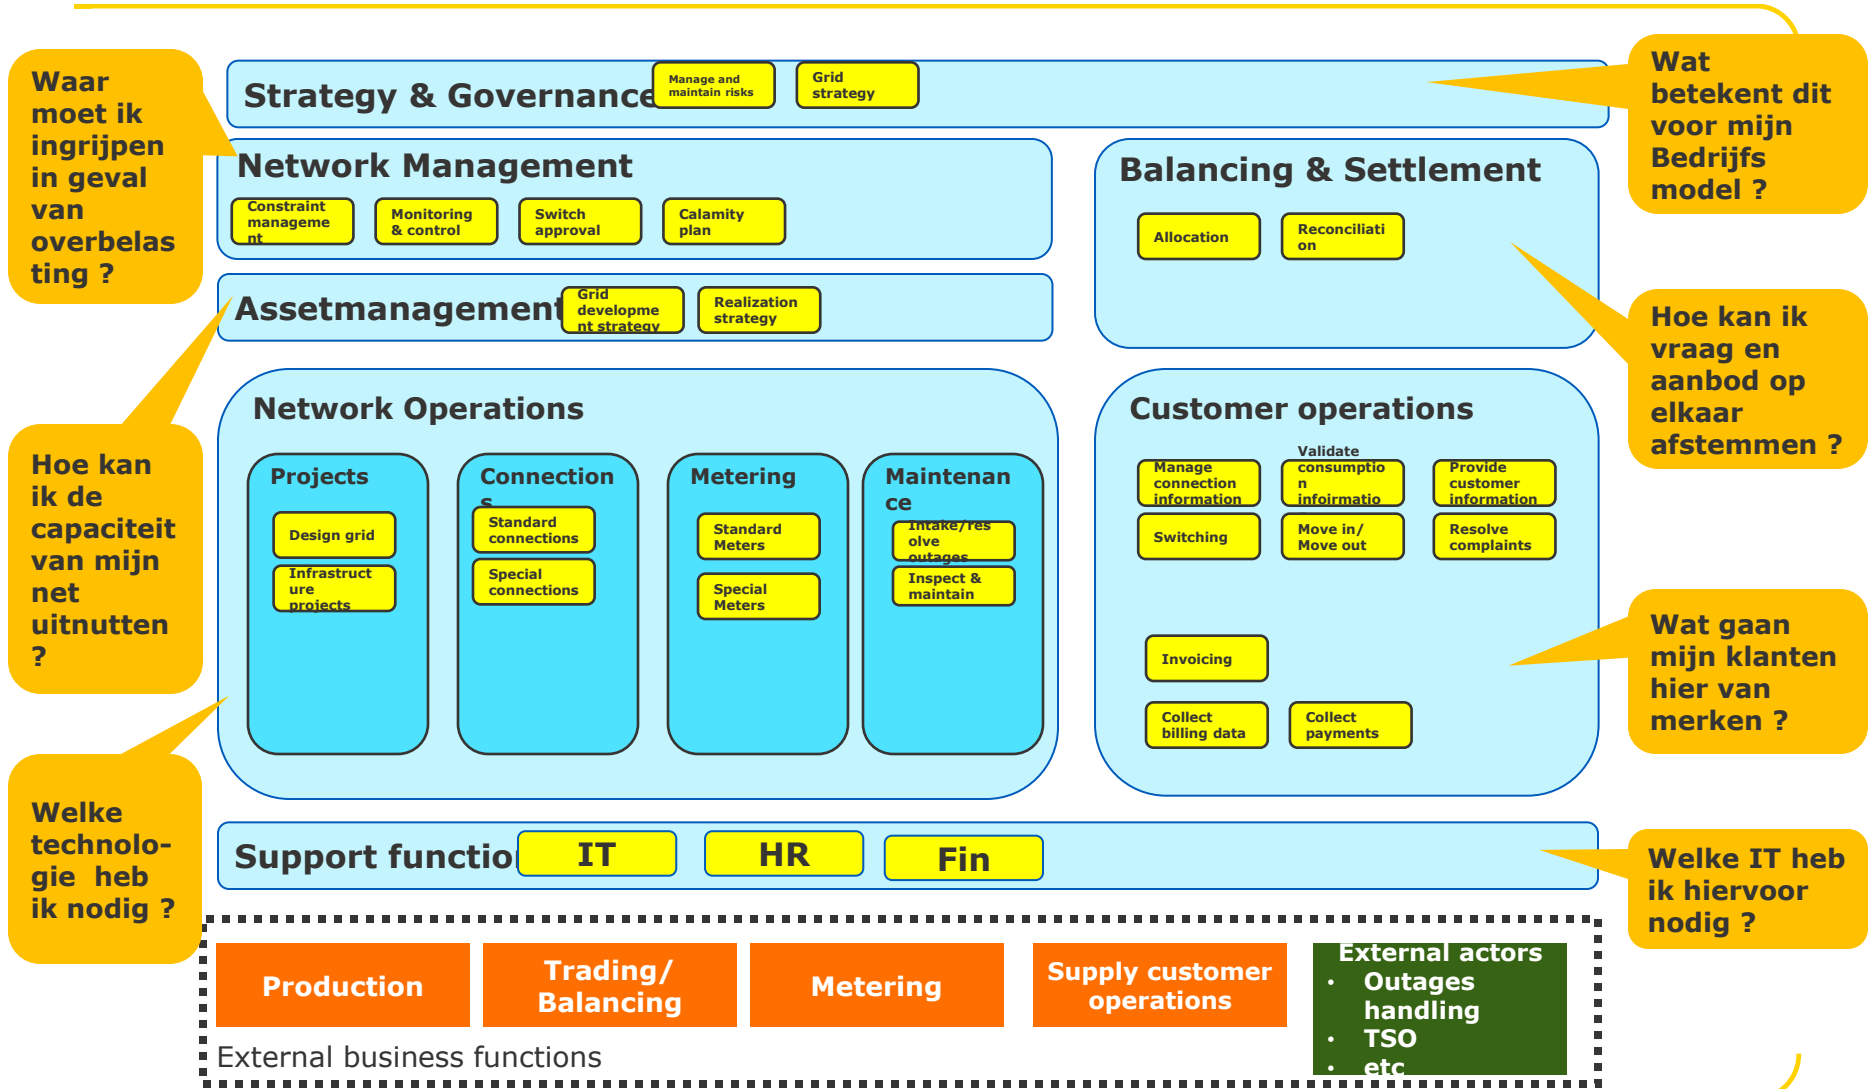 Waar
moet ik
ingrijpen
in geval
van
overbelas
ting ?
Strategy & Governance
Manage and
maintain risks
Grid
strategy
Wat
betekent dit
voor mijn
Bedrijfs
model ?
Network Management
Constraint
manageme
nt
Monitoring
& control
Switch
approval
Calamity
plan
Balancing & Settlement
Allocation
Reconciliati
on
Assetmanagement
Grid
developme
nt strategy
Realization
strategy
Hoe kan ik
vraag en
aanbod op
elkaar
afstemmen ?
Hoe kan
ik de
capaciteit
van mijn
net
uitnutten
?
Network Operations
Projects
Design grid
Infrastruct
ure
projects
Connection
s
Standard
connections
Special
connections
Metering
Standard
Meters
Special
Meters
Maintenan
ce
Intake/res
olve
outages
Inspect &
maintain
Customer operations
Manage
connection
information
Validate
consumptio
n
infoirmatio
Provide
customer
information
Switching
Move in/
Move out
Resolve
complaints
Invoicing
Collect
billing data
Collect
payments
Wat gaan
mijn klanten
hier van
merken ?
Welke
technolo-
gie heb
ik nodig ?
Support functio
IT
HR
Fin
Welke IT heb
ik hiervoor
nodig ?
Production
Trading/
Balancing
Metering
Supply customer
operations
External actors
• Outages
handling
• TSO
• etc
External business functions